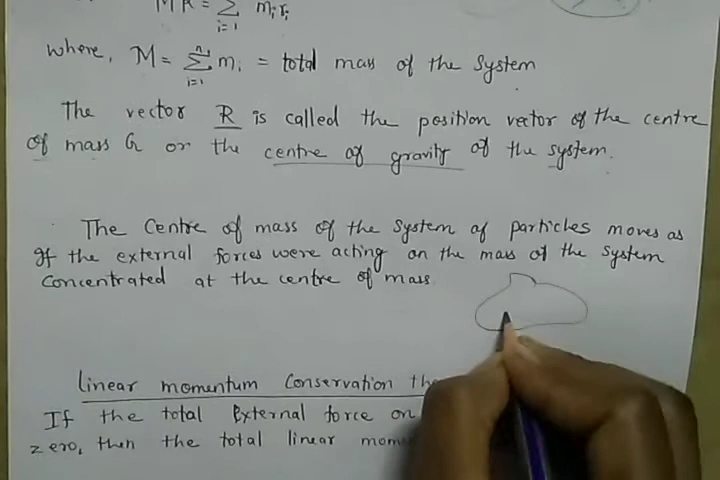 M R = Σ mᵢrᵢ
i=1
where, M = Σ mᵢ = total mass of the system
n
i=1
The vector R is called the position vector of the centre
of mass G or the centre of gravity of the system.
The Centre of mass of the system of particles moves as
If the external forces were acting on the mass of the system
Concentrated at the centre of mass.
linear momentum Conservation
If the total External force on
zero, then the total linear